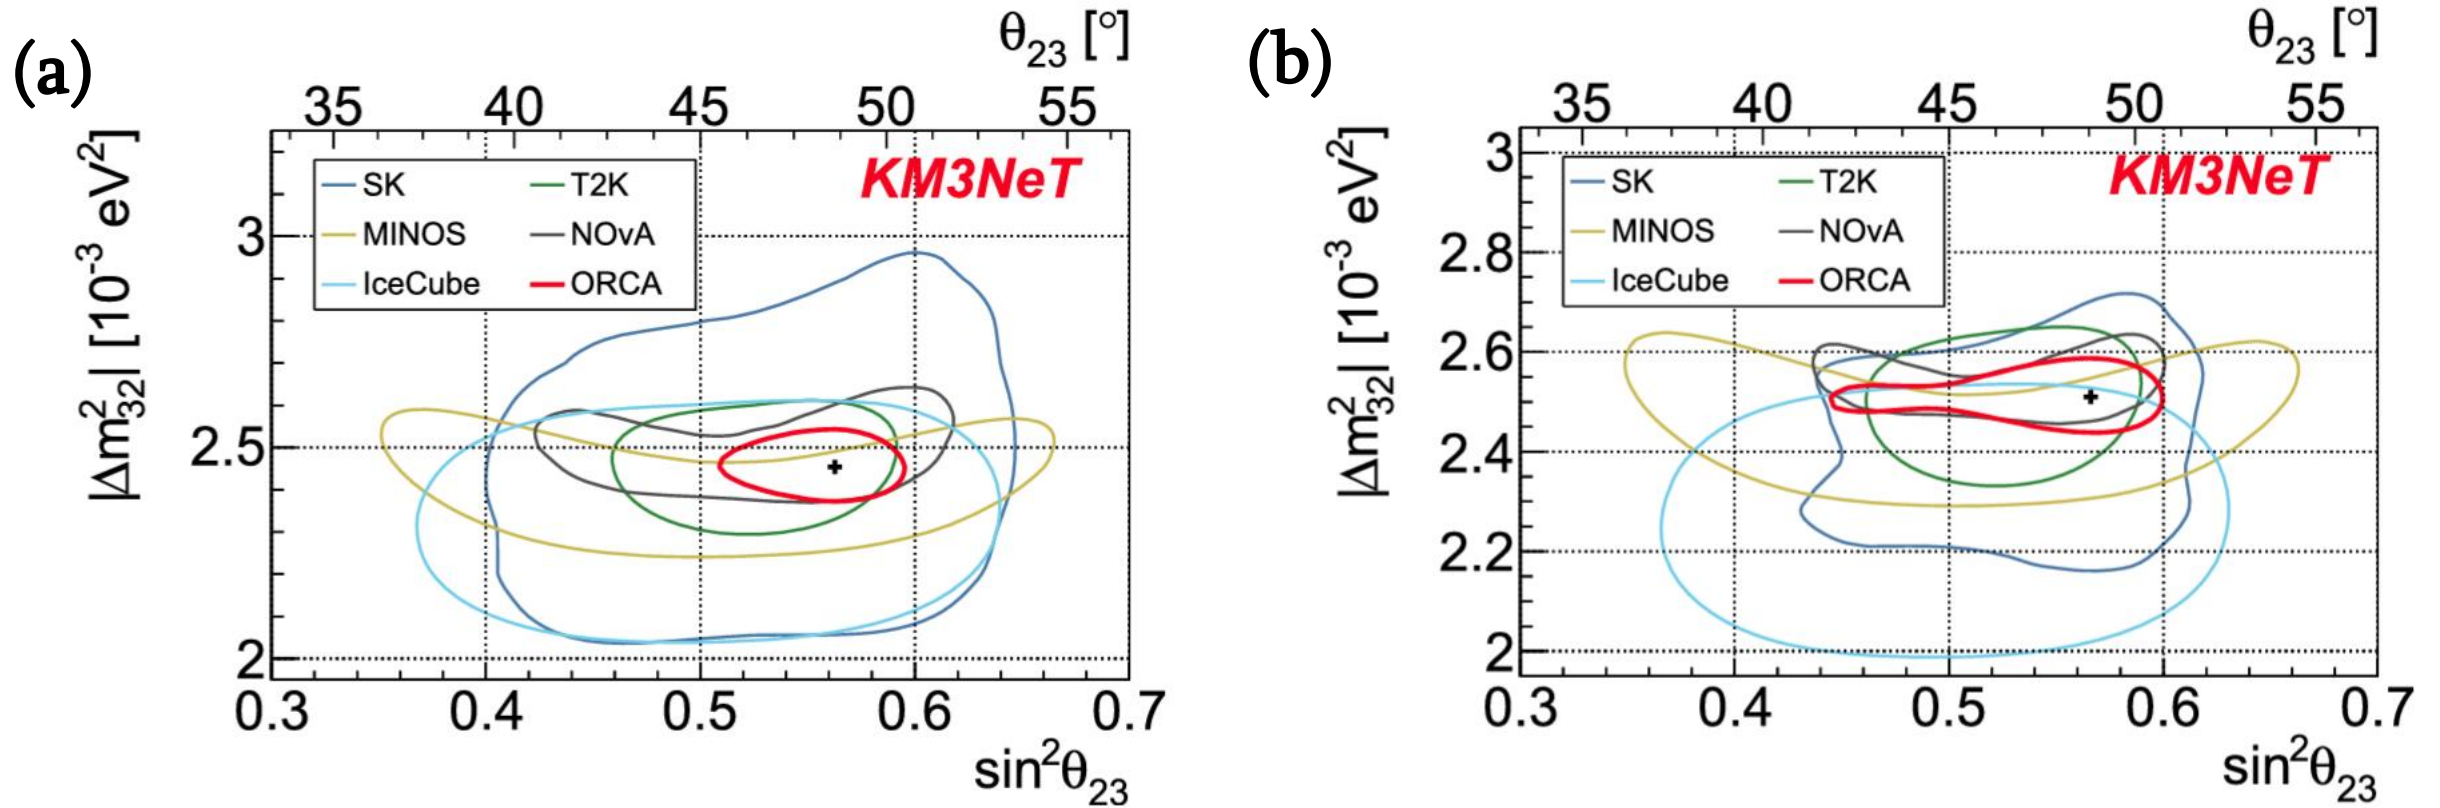 (a)
θ23 [°]
35 40 45 50 55
|Δm²32| [10⁻³ eV²]
KM3NeT
SK T2K
MINOS NOvA
IceCube ORCA
3
2.5
2
0.3 0.4 0.5 0.6 0.7
sin²θ23
(b)
θ23 [°]
35 40 45 50 55
|Δm²32| [10⁻³ eV²]
KM3NeT
SK T2K
MINOS NOvA
IceCube ORCA
3
2.8
2.6
2.4
2.2
2
0.3 0.4 0.5 0.6 0.7
sin²θ23